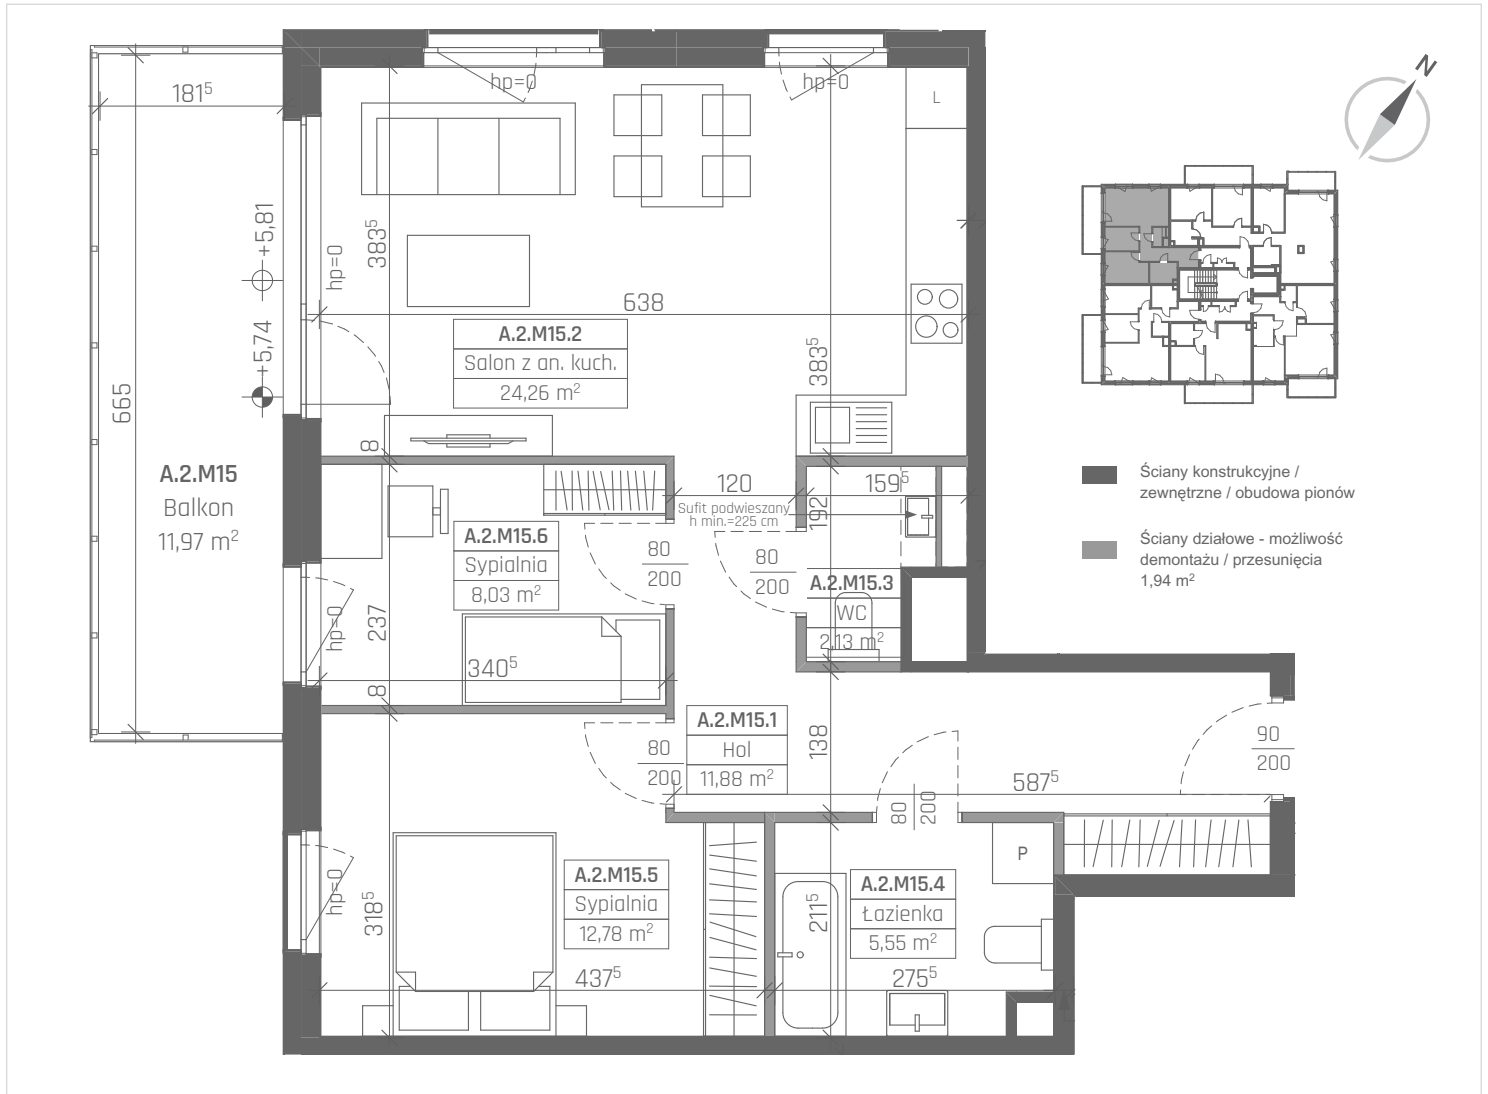 N
181⁵
hp=0
hp=0
L
+5,81
383⁵
hp=0
638
+5,74
A.2.M15.2
Salon z an. kuch.
24,26 m²
383⁵
665
8
A.2.M15
Balkon
11,97 m²
120
159⁵
Sufit podwieszany
h min.=225 cm
192
A.2.M15.6
Sypialnia
8,03 m²
80
200
80
200
A.2.M15.3
WC
2,13 m²
hp=0
237
340⁵
8
A.2.M15.1
Hol
11,88 m²
80
200
138
90
200
587⁵
80
200
P
hp=0
318⁵
A.2.M15.5
Sypialnia
12,78 m²
437⁵
211⁵
A.2.M15.4
Łazienka
5,55 m²
275⁵
Ściany konstrukcyjne /
zewnętrzne / obudowa pionów
Ściany działowe - możliwość
demontażu / przesunięcia
1,94 m²